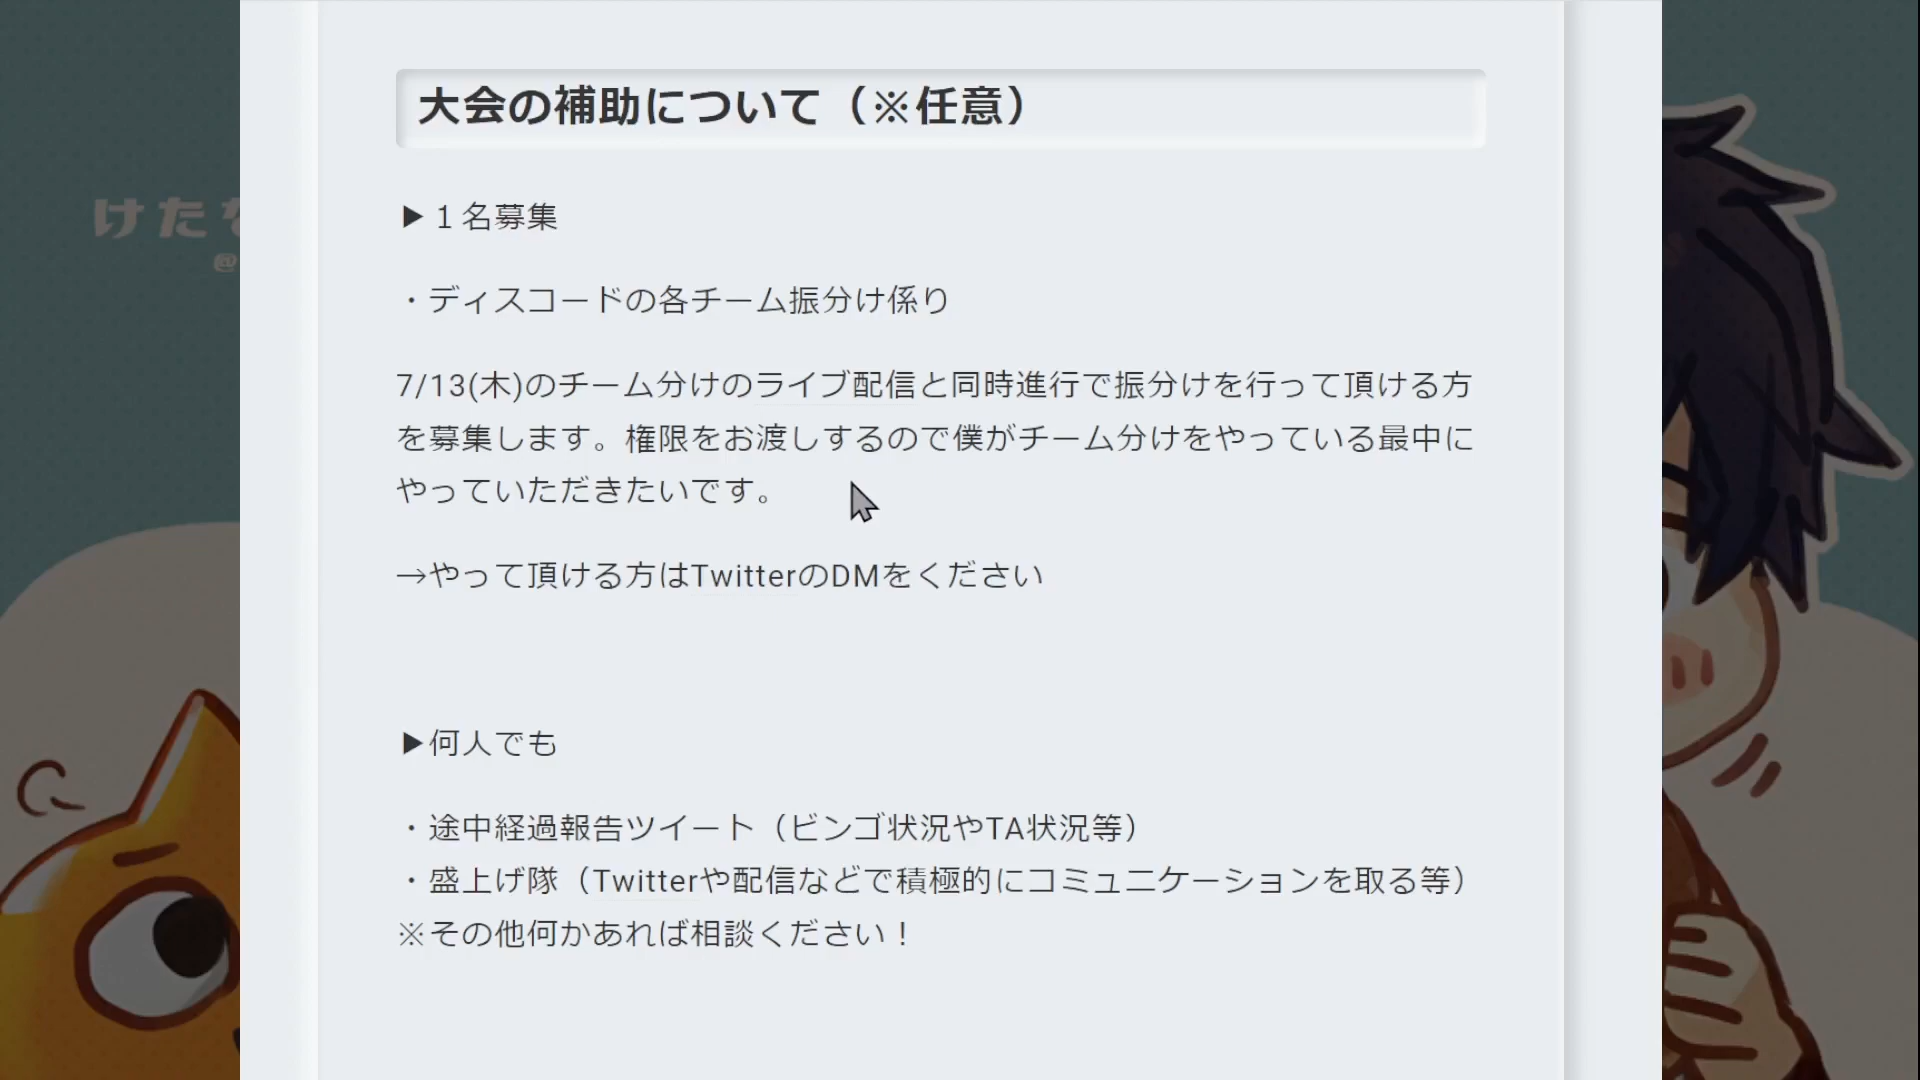 大会の補助について（※任意）
けたな
@
▶１名募集
・ディスコードの各チーム振分け係り
7/13(木)のチーム分けのライブ配信と同時進行で振分けを行って頂ける方
を募集します。権限をお渡しするので僕がチーム分けをやっている最中に
やっていただきたいです。
→やって頂ける方はTwitterのDMをください
▶何人でも
・途中経過報告ツイート（ビンゴ状況やTA状況等）
・盛上げ隊（Twitterや配信などで積極的にコミュニケーションを取る等）
※その他何かあれば相談ください！